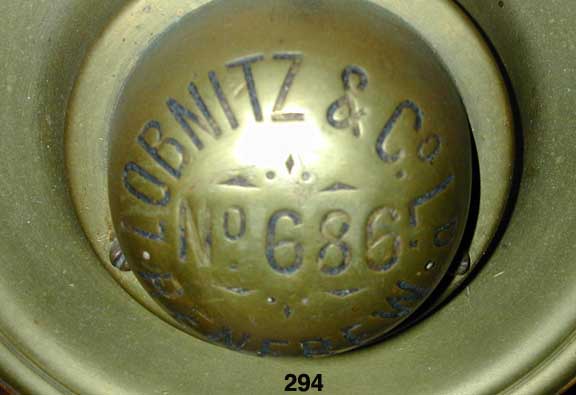 LOBNITZ & Co. LD.
No 686
RENFREW
294